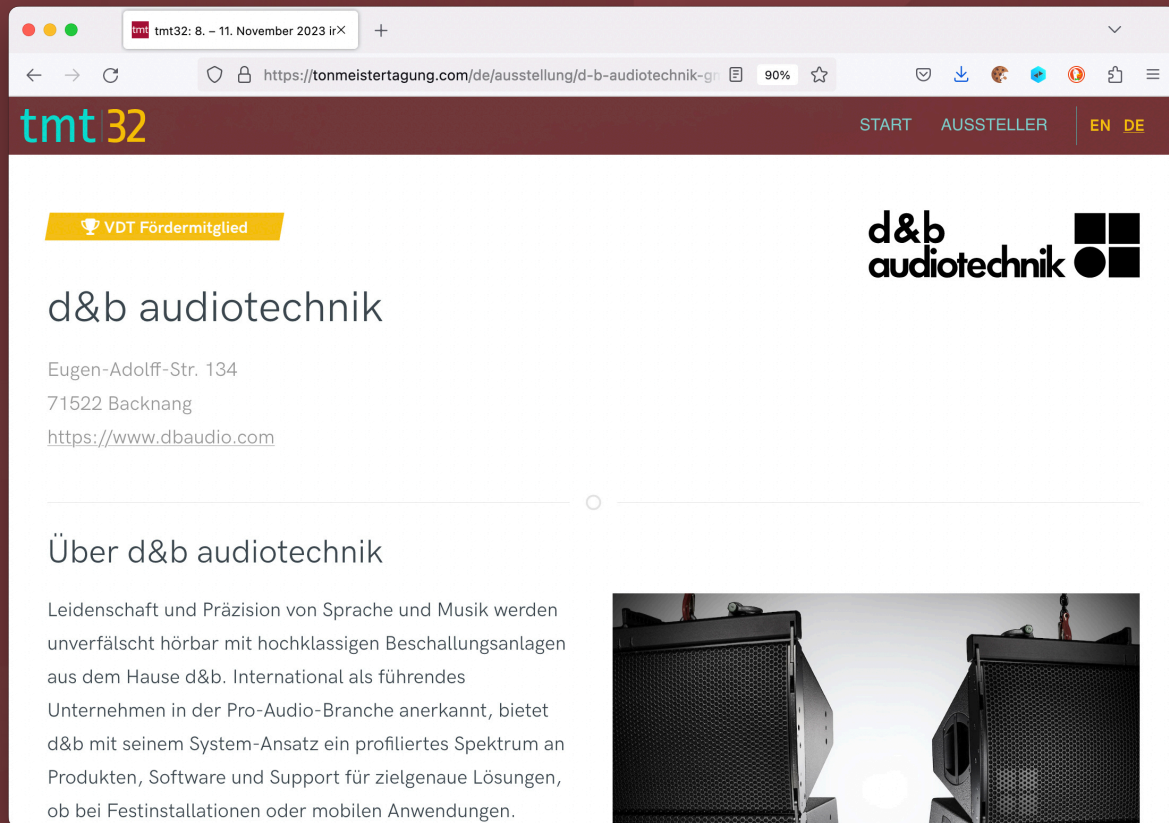 tmt
tmt32: 8. – 11. November 2023 ir
https://tonmeistertagung.com/de/ausstellung/d-b-audiotechnik-gm
90%
tmt 32
START
AUSSTELLER
EN
DE
VDT Fördermitglied
d&b
audiotechnik
d&b audiotechnik
Eugen-Adolff-Str. 134
71522 Backnang
https://www.dbaudio.com
Über d&b audiotechnik
Leidenschaft und Präzision von Sprache und Musik werden
unverfälscht hörbar mit hochklassigen Beschallungsanlagen
aus dem Hause d&b. International als führendes
Unternehmen in der Pro-Audio-Branche anerkannt, bietet
d&b mit seinem System-Ansatz ein profiliertes Spektrum an
Produkten, Software und Support für zielgenaue Lösungen,
ob bei Festinstallationen oder mobilen Anwendungen.